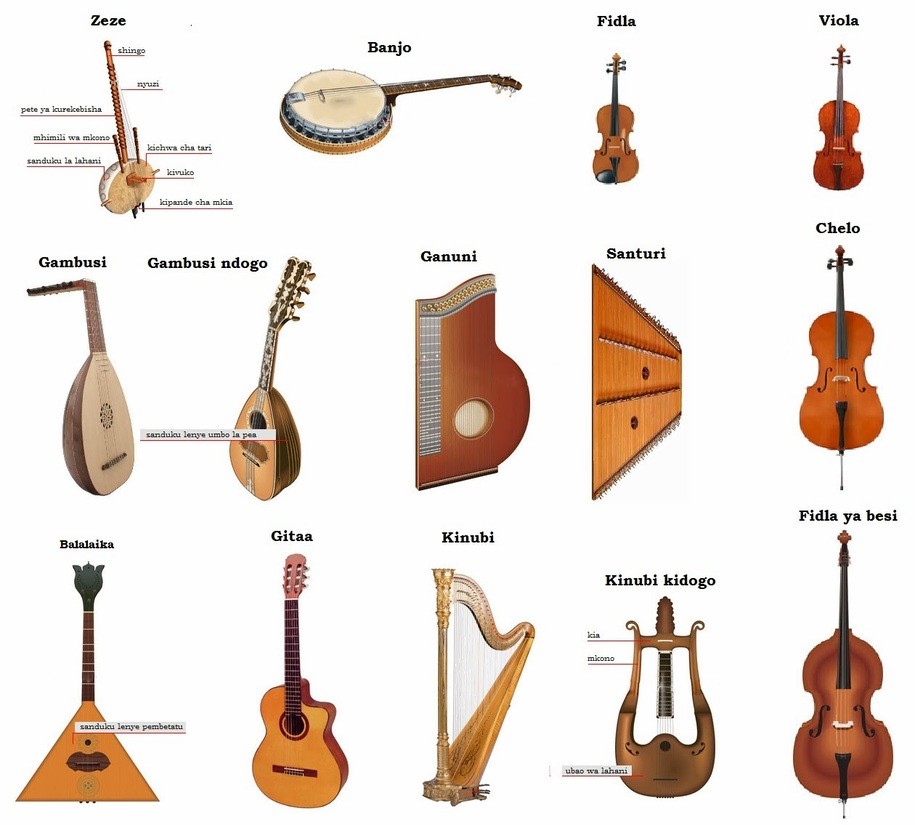 Zeze
shingo
nyuzi
pete ya kurekebisha
mhimili wa mkono
kichwa cha tari
sanduku la lahani
kivuko
kipande cha mkia
Banjo
Fidla
Viola
Gambusi
Gambusi ndogo
sanduku lenye umbo la pea
Ganuni
Santuri
Chelo
Balalaika
sanduku lenye pembetatu
Gitaa
Kinubi
Kinubi kidogo
kia
mkono
ubao wa lahani
Fidla ya besi